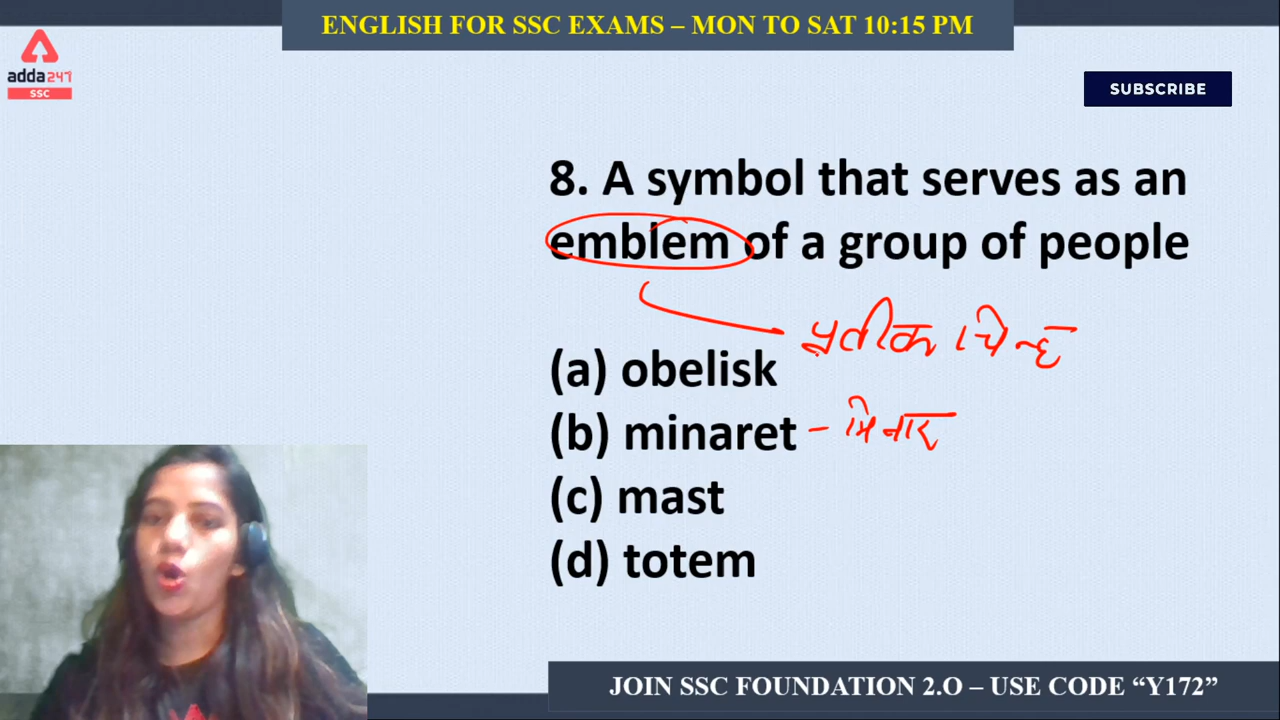 ENGLISH FOR SSC EXAMS – MON TO SAT 10:15 PM
adda247
SSC
SUBSCRIBE
8. A symbol that serves as an
emblem of a group of people
प्रतीक चिन्ह
(a) obelisk
(b) minaret – मिनार
(c) mast
(d) totem
JOIN SSC FOUNDATION 2.O – USE CODE “Y172”